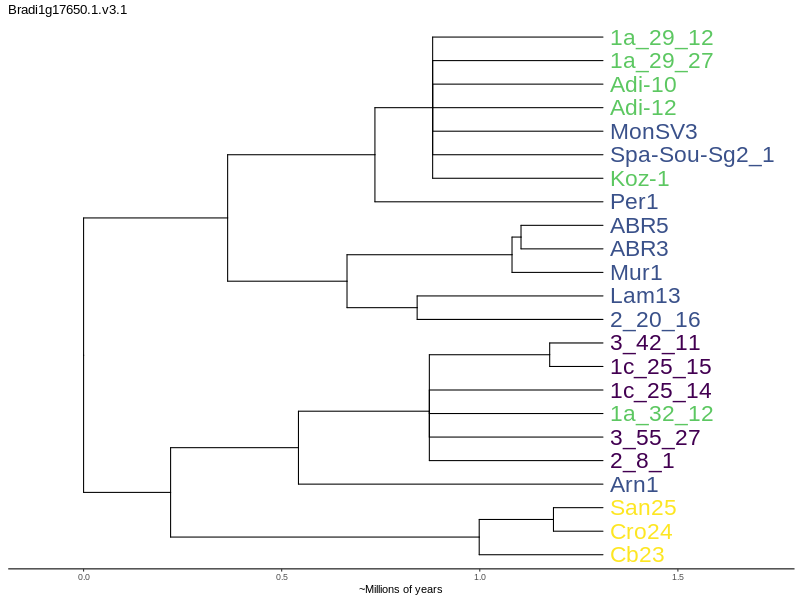 Bradi1g17650.1.v3.1
1a_29_12
1a_29_27
Adi-10
Adi-12
MonSV3
Spa-Sou-Sg2_1
Koz-1
Per1
ABR5
ABR3
Mur1
Lam13
2_20_16
3_42_11
1c_25_15
1c_25_14
1a_32_12
3_55_27
2_8_1
Arn1
San25
Cro24
Cb23
0.0 0.5 1.0 1.5
~Millions of years